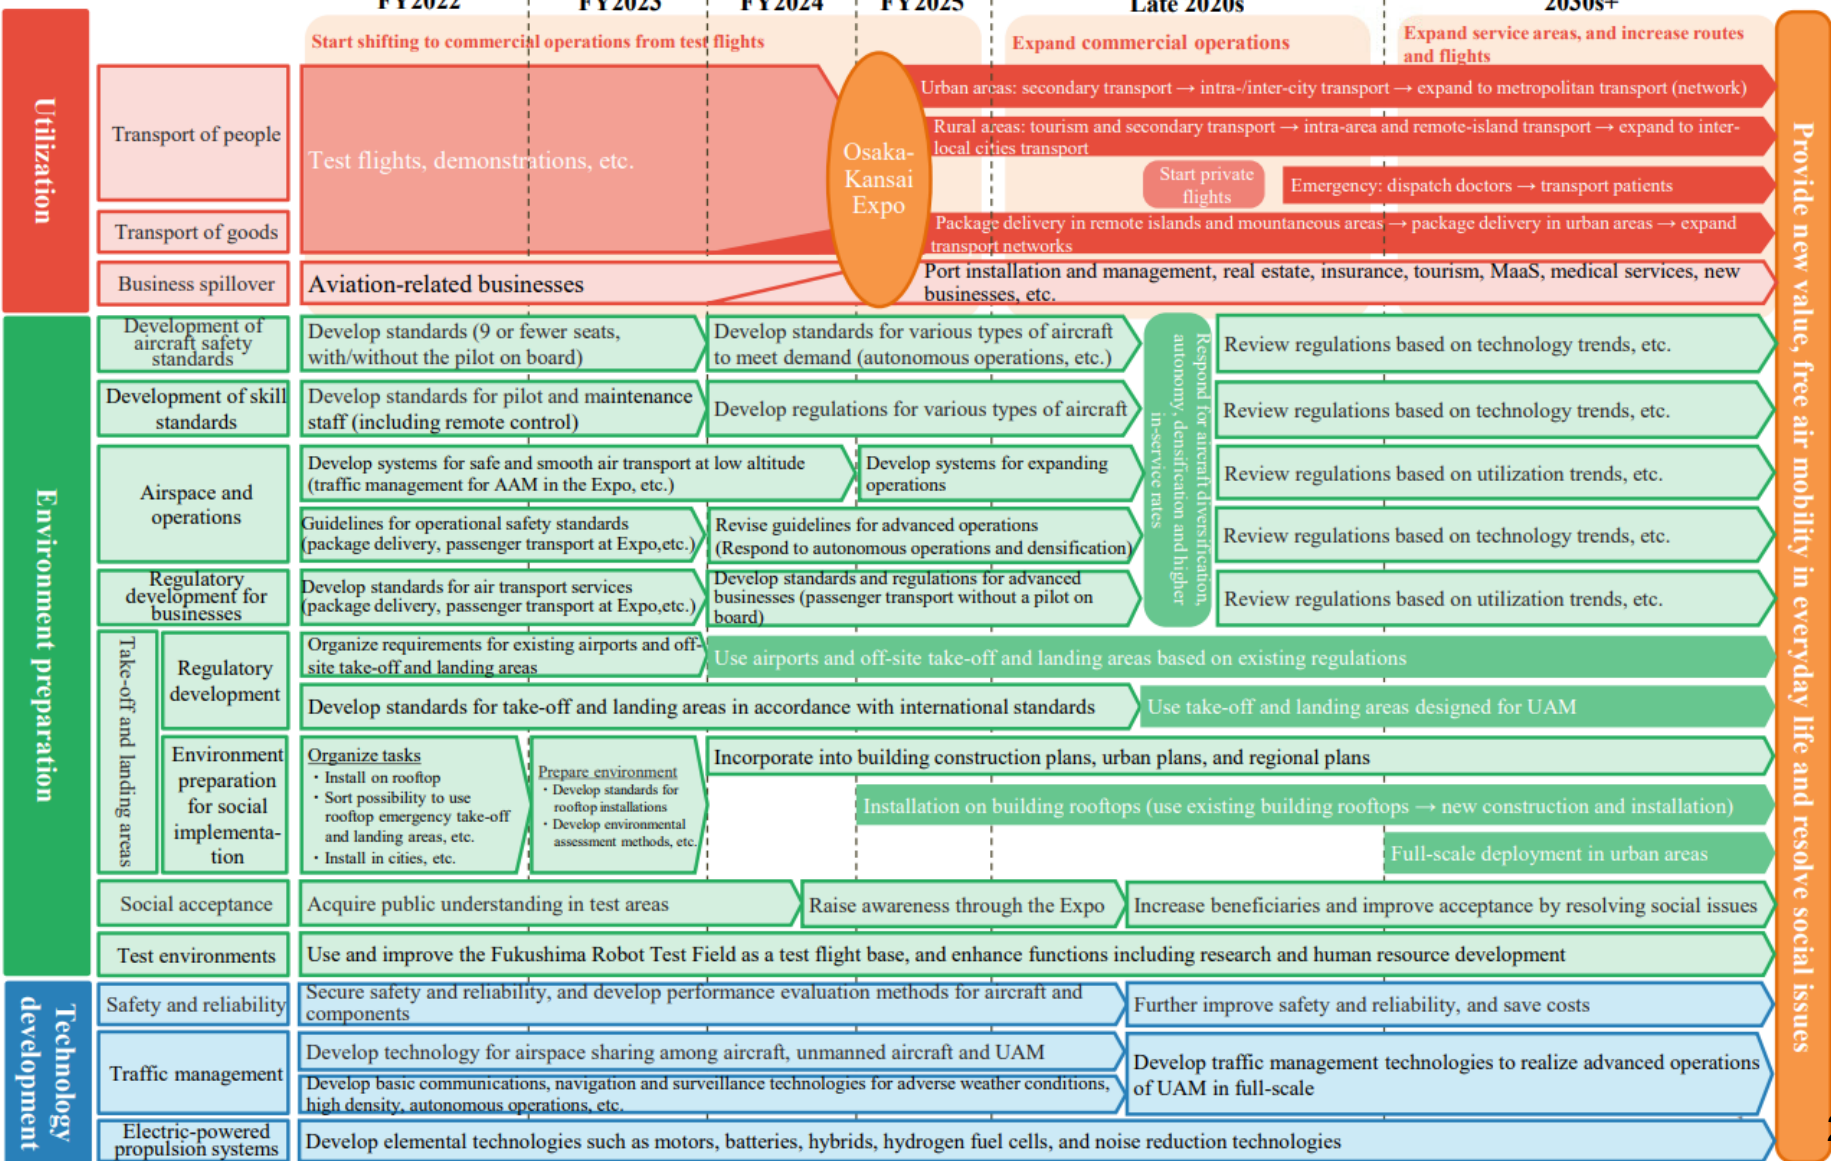 FY2022
FY2023
FY2024
FY2025
Late 2020s
2030s+
Start shifting to commercial operations from test flights
Expand commercial operations
Expand service areas, and increase routes
and flights
Utilization
Transport of people
Test flights, demonstrations, etc.
Osaka-
Kansai
Expo
Urban areas: secondary transport → intra-/inter-city transport → expand to metropolitan transport (network)
Rural areas: tourism and secondary transport → intra-area and remote-island transport → expand to inter-
local cities transport
Start private
flights
Emergency: dispatch doctors → transport patients
Transport of goods
Package delivery in remote islands and mountaneous areas → package delivery in urban areas → expand
transport networks
Business spillover
Aviation-related businesses
Port installation and management, real estate, insurance, tourism, MaaS, medical services, new
businesses, etc.
Environment preparation
Development of
aircraft safety
standards
Develop standards (9 or fewer seats,
with/without the pilot on board)
Develop standards for various types of aircraft
to meet demand (autonomous operations, etc.)
Respond for aircraft diversification,
autonomy, densification and higher
in-service rates
Review regulations based on technology trends, etc.
Development of skill
standards
Develop standards for pilot and maintenance
staff (including remote control)
Develop regulations for various types of aircraft
Review regulations based on technology trends, etc.
Airspace and
operations
Develop systems for safe and smooth air transport at low altitude
(traffic management for AAM in the Expo, etc.)
Develop systems for expanding
operations
Review regulations based on utilization trends, etc.
Guidelines for operational safety standards
(package delivery, passenger transport at Expo,etc.)
Revise guidelines for advanced operations
(Respond to autonomous operations and densification)
Review regulations based on technology trends, etc.
Regulatory
development for
businesses
Develop standards for air transport services
(package delivery, passenger transport at Expo,etc.)
Develop standards and regulations for advanced
businesses (passenger transport without a pilot on
board)
Review regulations based on utilization trends, etc.
Take-off and landing areas
Regulatory
development
Organize requirements for existing airports and off-
site take-off and landing areas
Use airports and off-site take-off and landing areas based on existing regulations
Develop standards for take-off and landing areas in accordance with international standards
Use take-off and landing areas designed for UAM
Environment
preparation
for social
implementa-
tion
Organize tasks
・Install on rooftop
・Sort possibility to use
rooftop emergency take-off
and landing areas, etc.
・Install in cities, etc.
Prepare environment
・Develop standards for
rooftop installations
・Develop environmental
assessment methods, etc.
Incorporate into building construction plans, urban plans, and regional plans
Installation on building rooftops (use existing building rooftops → new construction and installation)
Full-scale deployment in urban areas
Social acceptance
Acquire public understanding in test areas
Raise awareness through the Expo
Increase beneficiaries and improve acceptance by resolving social issues
Test environments
Use and improve the Fukushima Robot Test Field as a test flight base, and enhance functions including research and human resource development
Technology
development
Safety and reliability
Secure safety and reliability, and develop performance evaluation methods for aircraft and
components
Further improve safety and reliability, and save costs
Traffic management
Develop technology for airspace sharing among aircraft, unmanned aircraft and UAM
Develop basic communications, navigation and surveillance technologies for adverse weather conditions,
high density, autonomous operations, etc.
Develop traffic management technologies to realize advanced operations
of UAM in full-scale
Electric-powered
propulsion systems
Develop elemental technologies such as motors, batteries, hybrids, hydrogen fuel cells, and noise reduction technologies
Provide new value, free air mobility in everyday life and resolve social issues